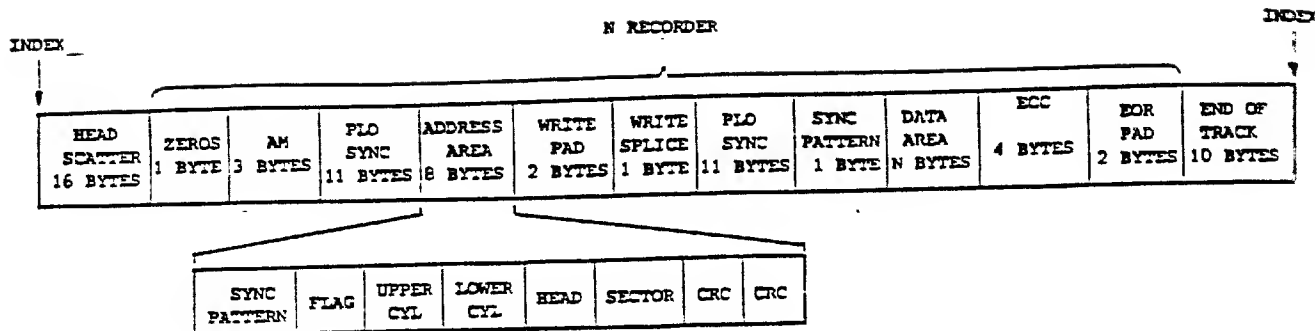 N RECORDER
INDEX
INDEX
HEAD SCATTER 16 BYTES
ZEROS 1 BYTE
AM 3 BYTES
PLO SYNC 11 BYTES
ADDRESS AREA 8 BYTES
WRITE PAD 2 BYTES
WRITE SPLICE 1 BYTE
PLO SYNC 11 BYTES
SYNC PATTERN 1 BYTE
DATA AREA N BYTES
ECC 4 BYTES
EOR PAD 2 BYTES
END OF TRACK 10 BYTES
SYNC PATTERN
FLAG
UPPER CYL
LOWER CYL
HEAD
SECTOR
CRC
CRC